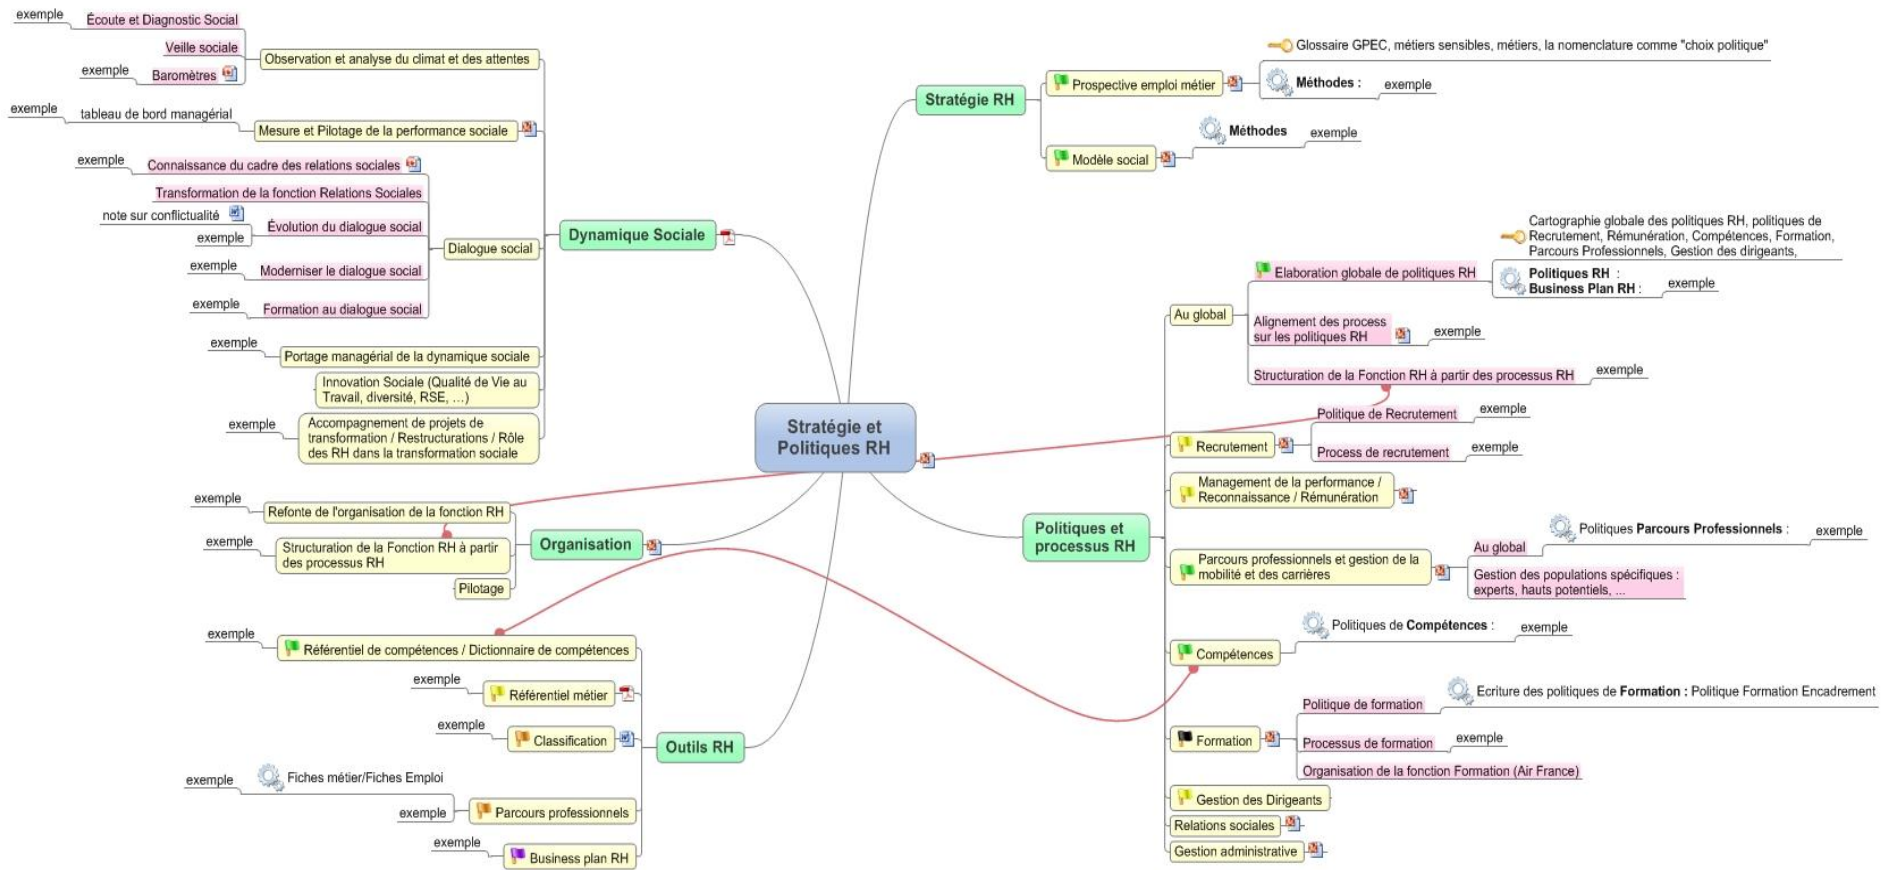 Stratégie et
Politiques RH
Stratégie RH
Prospective emploi métier
Glossaire GPEC, métiers sensibles, métiers, la nomenclature comme "choix politique"
Méthodes :
exemple
Modèle social
Méthodes
exemple
Politiques et
processus RH
Au global
Elaboration globale de politiques RH
Cartographie globale des politiques RH, politiques de
Recrutement, Rémunération, Compétences, Formation,
Parcours Professionnels, Gestion des dirigeants,
Politiques RH :
Business Plan RH :
exemple
Alignement des process
sur les politiques RH
exemple
Structuration de la Fonction RH à partir des processus RH
exemple
Recrutement
Politique de Recrutement
exemple
Process de recrutement
exemple
Management de la performance /
Reconnaissance / Rémunération
Parcours professionnels et gestion de la
mobilité et des carrières
Au global
Politiques Parcours Professionnels :
exemple
Gestion des populations spécifiques :
experts, hauts potentiels, ...
Compétences
Politiques de Compétences :
exemple
Formation
Politique de formation
Ecriture des politiques de Formation : Politique Formation Encadrement
Processus de formation
exemple
Organisation de la fonction Formation (Air France)
Gestion des Dirigeants
Relations sociales
Gestion administrative
Dynamique Sociale
Observation et analyse du climat et des attentes
Écoute et Diagnostic Social
exemple
Veille sociale
Baromètres
exemple
Mesure et Pilotage de la performance sociale
tableau de bord managérial
exemple
Dialogue social
Connaissance du cadre des relations sociales
exemple
Transformation de la fonction Relations Sociales
Évolution du dialogue social
note sur conflictualité
exemple
Moderniser le dialogue social
exemple
Formation au dialogue social
exemple
Portage managérial de la dynamique sociale
exemple
Innovation Sociale (Qualité de Vie au
Travail, diversité, RSE, …)
Accompagnement de projets de
transformation / Restructurations / Rôle
des RH dans la transformation sociale
exemple
Organisation
Refonte de l'organisation de la fonction RH
exemple
Structuration de la Fonction RH à partir
des processus RH
exemple
Pilotage
Outils RH
Référentiel de compétences / Dictionnaire de compétences
exemple
Référentiel métier
exemple
Classification
exemple
Parcours professionnels
Fiches métier/Fiches Emploi
exemple
exemple
Business plan RH
exemple